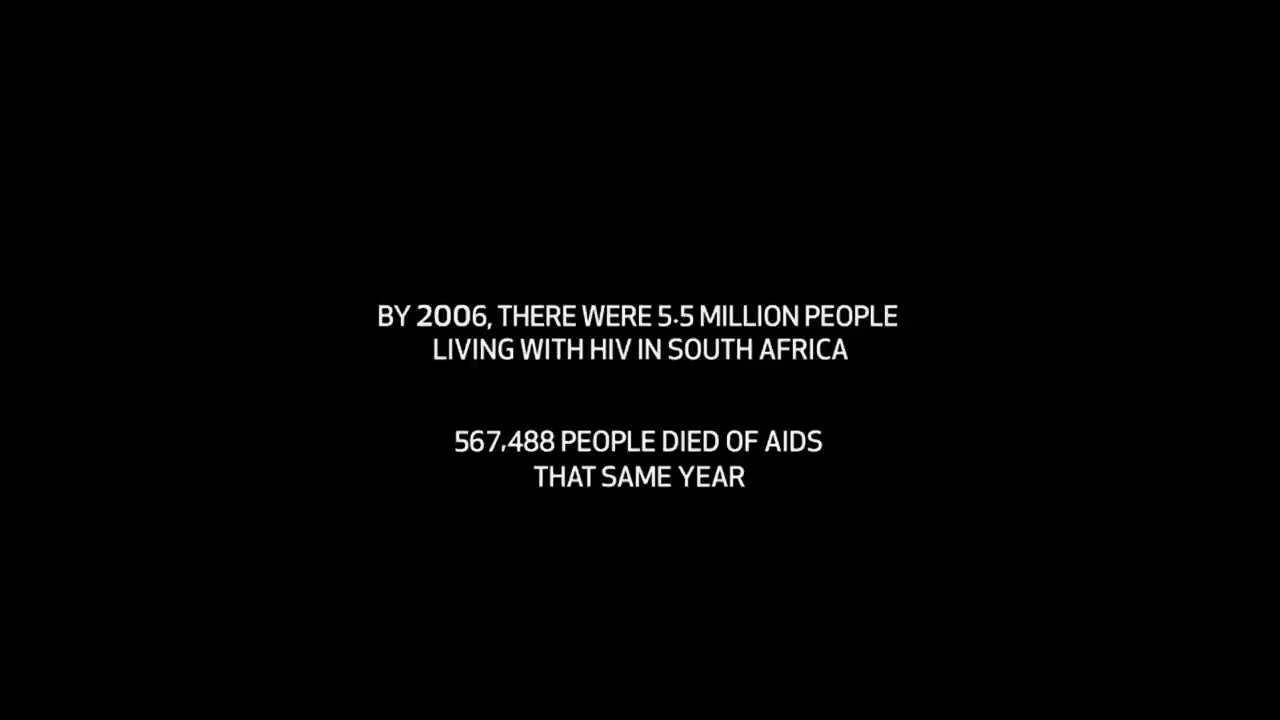 BY 2006, THERE WERE 5.5 MILLION PEOPLE
LIVING WITH HIV IN SOUTH AFRICA
567,488 PEOPLE DIED OF AIDS
THAT SAME YEAR